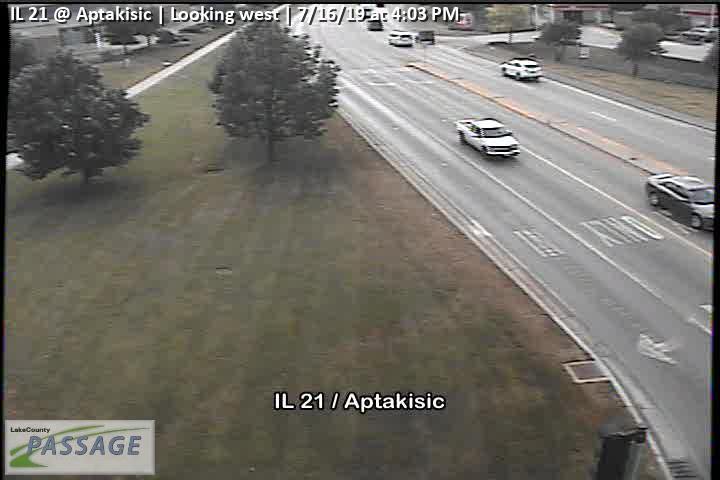 IL 21 @ Aptakisic | Looking west | 7/16/19 at 4:03 PM
IL 21 / Aptakisic
LakeCounty
PASSAGE